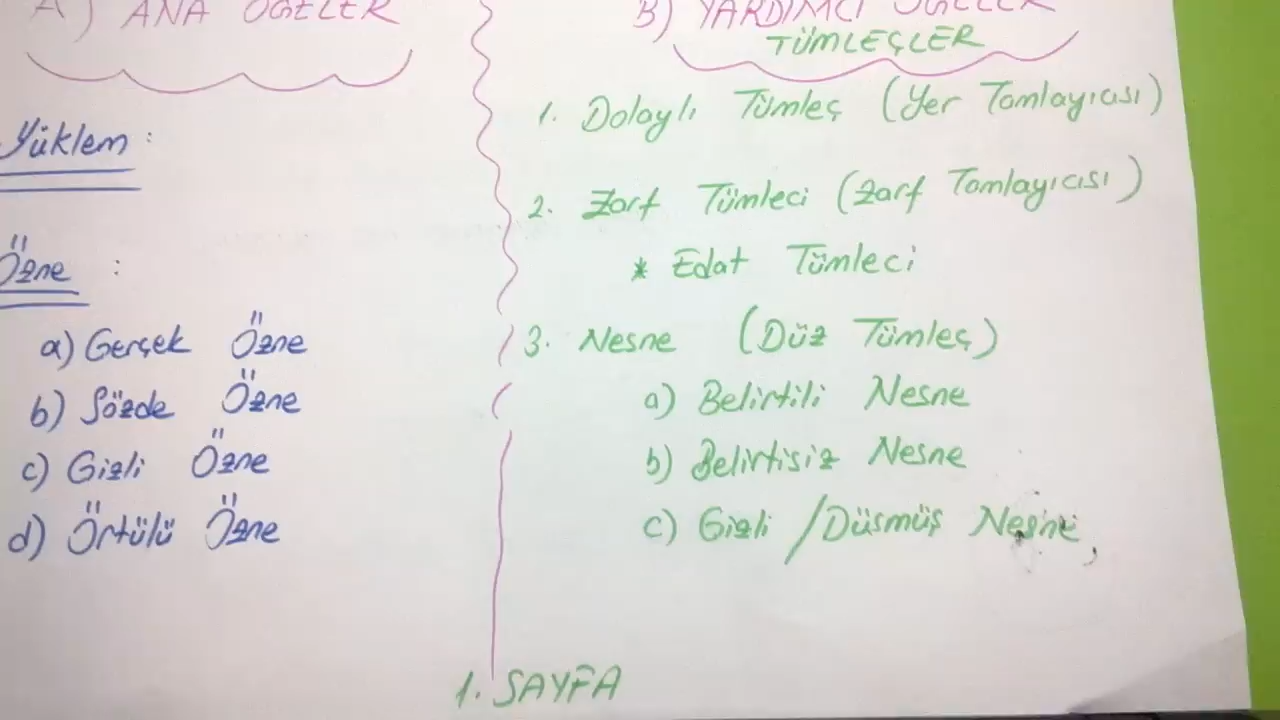 A) ANA ÖGELER
Yüklem :
Özne :
a) Gerçek Özne
b) Sözde Özne
c) Gizli Özne
d) Örtülü Özne
B) YARDIMCI ÖGELER
TÜMLEÇLER
1. Dolaylı Tümleç (Yer Tamlayıcısı)
2. Zarf Tümleci (Zarf Tamlayıcısı)
* Edat Tümleci
3. Nesne (Düz Tümleç)
a) Belirtili Nesne
b) Belirtisiz Nesne
c) Gizli /Düsmüş Nesne
1. SAYFA